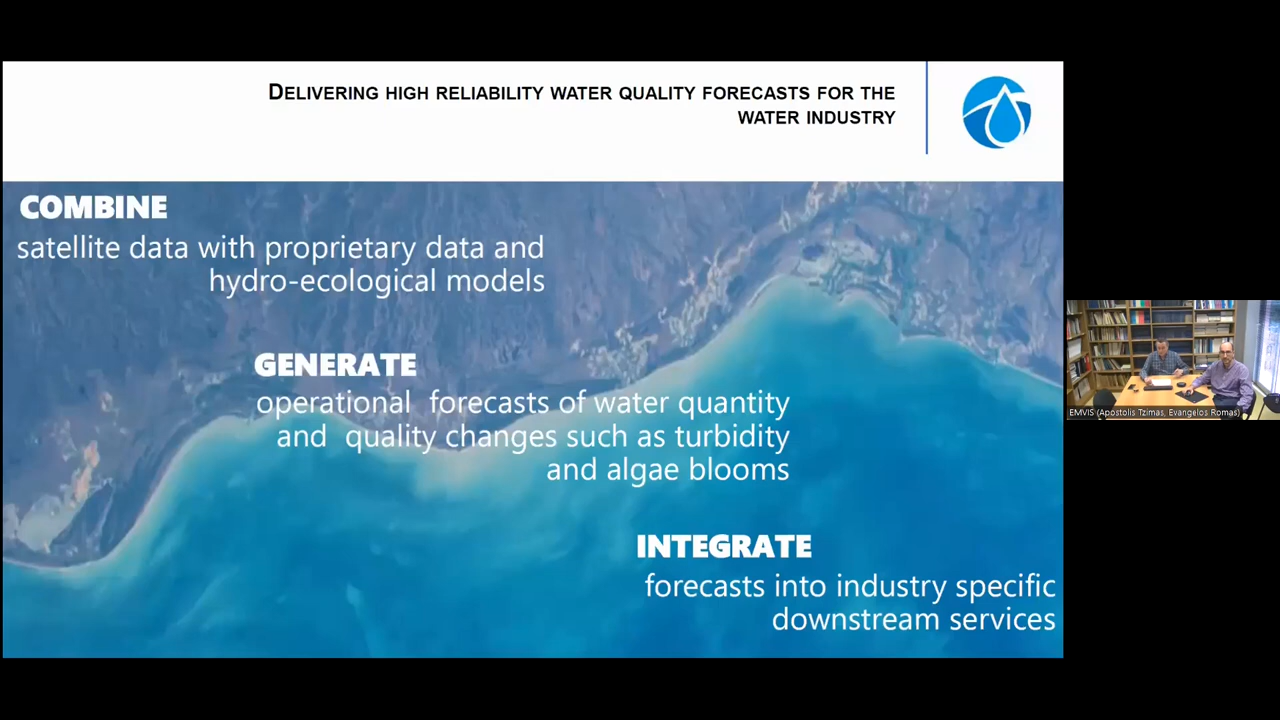 DELIVERING HIGH RELIABILITY WATER QUALITY FORECASTS FOR THE
WATER INDUSTRY
COMBINE
satellite data with proprietary data and
hydro-ecological models
GENERATE
operational forecasts of water quantity
and quality changes such as turbidity
and algae blooms
INTEGRATE
forecasts into industry specific
downstream services
EMVIS (Apostolis Tzimas, Evangelos Romas)